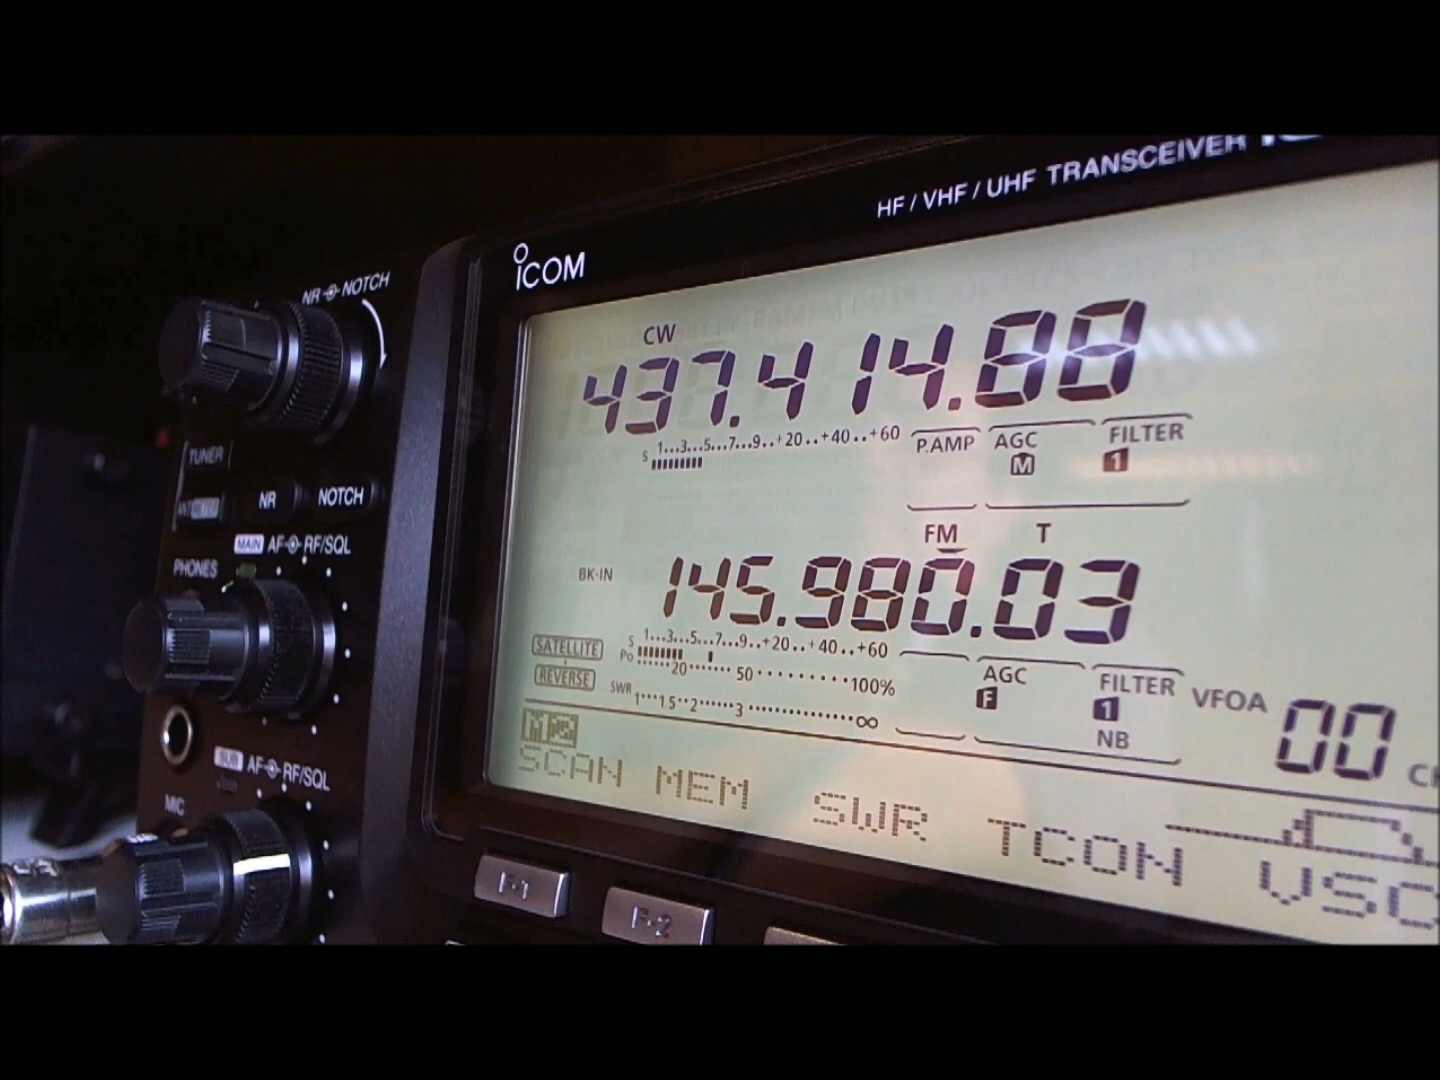 HF / VHF / UHF TRANSCEIVER
ICOM
NR NOTCH
CW
437.414.88
S 1...3...5...7...9..+20..+40..+60
P.AMP AGC FILTER
M 1
TUNER
ANT
NR NOTCH
FM T
MAIN AF RF/SQL
PHONES
BK-IN
145.980.03
S 1...3...5...7...9..+20..+40..+60
SATELLITE
Po 20 50 100%
REVERSE
AGC FILTER VFOA 00
F 1
SWR 1 1.5 2 3 ∞
NB
SCAN MEM SWR TCON
SUB AF RF/SQL
MIC
F-1 F-2